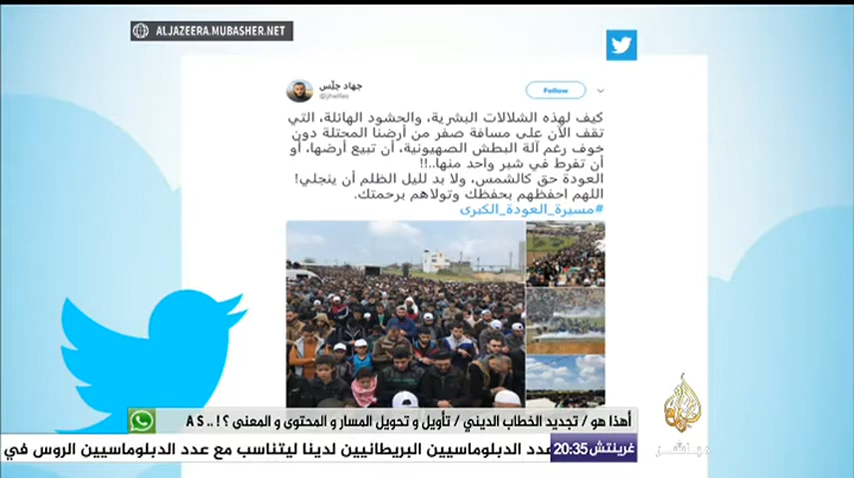 ALJAZEERA.MUBASHER.NET
جهاد حلّس
@jhelles
Follow
كيف لهذه الشلالات البشرية، والحشود الهائلة، التي
تقف الآن على مسافة صفر من أرضنا المحتلة دون
خوف رغم آلة البطش الصهيونية، أن تبيع أرضها، أو
أن تفرط في شبر واحد منها..!!
العودة حق كالشمس، ولا بد لليل الظلم أن ينجلي!
اللهم احفظهم بحفظك وتولاهم برحمتك.
#مسيرة_العودة_الكبرى
أهذا هو / تجديد الخطاب الديني / تأويل و تحويل المسار و المحتوى و المعنى ؟ ! .. A S
غرينتش 20:35
عدد الدبلوماسيين البريطانيين لدينا ليتناسب مع عدد الدبلوماسيين الروس في
مباشر